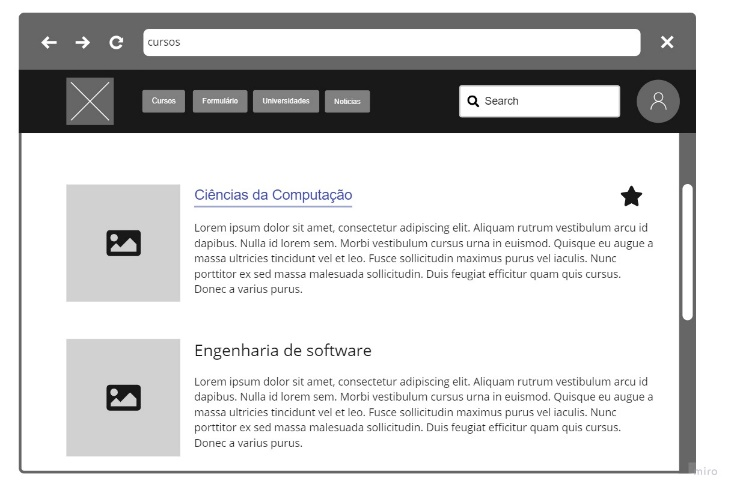 cursos
Cursos
Formulário
Universidades
Noticias
Search
Ciências da Computação
Lorem ipsum dolor sit amet, consectetur adipiscing elit. Aliquam rutrum vestibulum arcu id
dapibus. Nulla id lorem sem. Morbi vestibulum cursus urna in euismod. Quisque eu augue a
massa ultricies tincidunt vel et leo. Fusce sollicitudin maximus purus vel iaculis. Nunc
porttitor ex sed massa malesuada sollicitudin. Duis feugiat efficitur quam quis cursus.
Donec a varius purus.
Engenharia de software
Lorem ipsum dolor sit amet, consectetur adipiscing elit. Aliquam rutrum vestibulum arcu id
dapibus. Nulla id lorem sem. Morbi vestibulum cursus urna in euismod. Quisque eu augue a
massa ultricies tincidunt vel et leo. Fusce sollicitudin maximus purus vel iaculis. Nunc
porttitor ex sed massa malesuada sollicitudin. Duis feugiat efficitur quam quis cursus.
Donec a varius purus.
miro